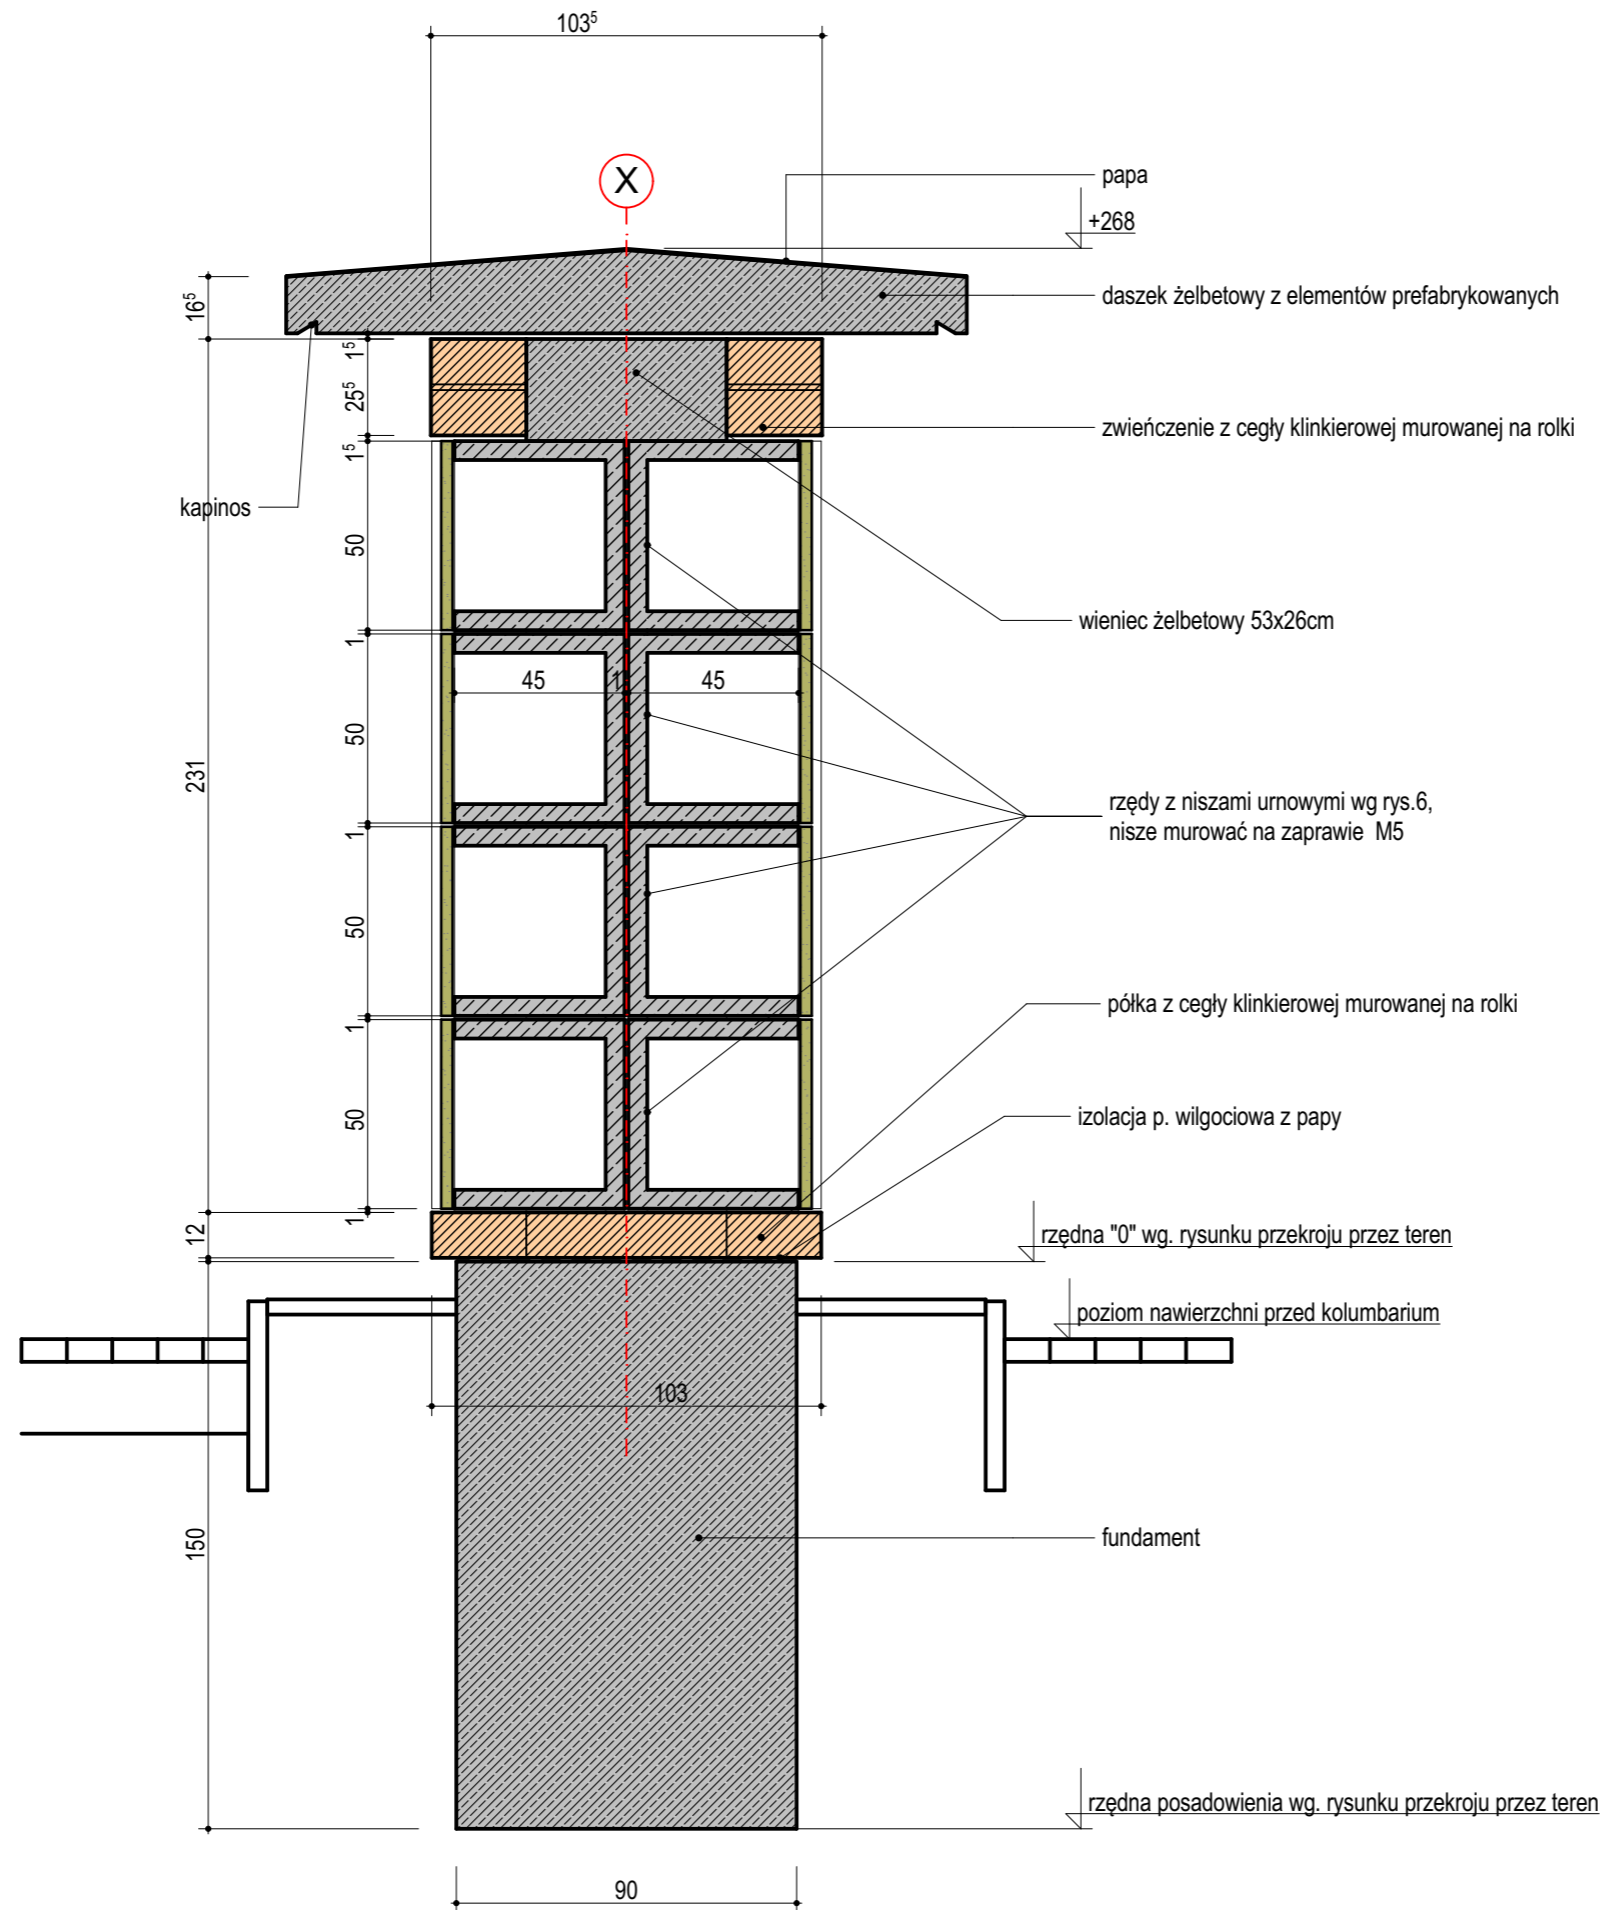 103⁵
X
papa
+268
16⁵
daszek żelbetowy z elementów prefabrykowanych
1⁵
25⁵
zwieńczenie z cegły klinkierowej murowanej na rolki
1⁵
kapinos
50
wieniec żelbetowy 53x26cm
1
45
1
45
50
231
rzędy z niszami urnowymi wg rys.6,
nisze murować na zaprawie M5
1
50
półka z cegły klinkierowej murowanej na rolki
1
50
izolacja p. wilgociowa z papy
1
12
rzędna "0" wg. rysunku przekroju przez teren
poziom nawierzchni przed kolumbarium
103
150
fundament
rzędna posadowienia wg. rysunku przekroju przez teren
90